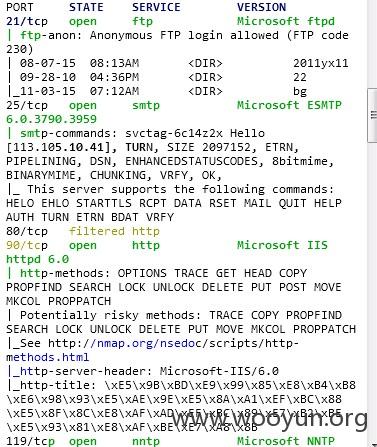 PORT STATE SERVICE VERSION
21/tcp open ftp Microsoft ftpd
| ftp-anon: Anonymous FTP login allowed (FTP code
230)
| 08-07-15 08:13AM <DIR> 2011yx11
| 09-28-10 04:36PM <DIR> 22
|_11-03-15 07:12AM <DIR> bg
25/tcp open smtp Microsoft ESMTP
6.0.3790.3959
| smtp-commands: svctag-6c14z2x Hello
[113.105.10.41], TURN, SIZE 2097152, ETRN,
PIPELINING, DSN, ENHANCEDSTATUSCODES, 8bitmime,
BINARYMIME, CHUNKING, VRFY, OK,
|_ This server supports the following commands:
HELO EHLO STARTTLS RCPT DATA RSET MAIL QUIT HELP
AUTH TURN ETRN BDAT VRFY
80/tcp filtered http
90/tcp open http Microsoft IIS
httpd 6.0
| http-methods: OPTIONS TRACE GET HEAD COPY
PROPFIND SEARCH LOCK UNLOCK DELETE PUT POST MOVE
MKCOL PROPPATCH
| Potentially risky methods: TRACE COPY PROPFIND
SEARCH LOCK UNLOCK DELETE PUT MOVE MKCOL PROPPATCH
|_See http://nmap.org/nsedoc/scripts/http-
methods.html
|_http-server-header: Microsoft-IIS/6.0
|_http-title: \xE5\x9B\xBD\xE9\x99\x85\xE8\xB4\xB8
\xE6\x98\x93\xE5\xAE\x9E\xE5\x8A\xA1\xEF\xBC\x88
\xE5\x8F\x8C\xE8\xAF\xAD
\xE5\x93\x81\xE8\xAF\xBE
119/tcp open nntp Microsoft NNTP
www.wooyun.org